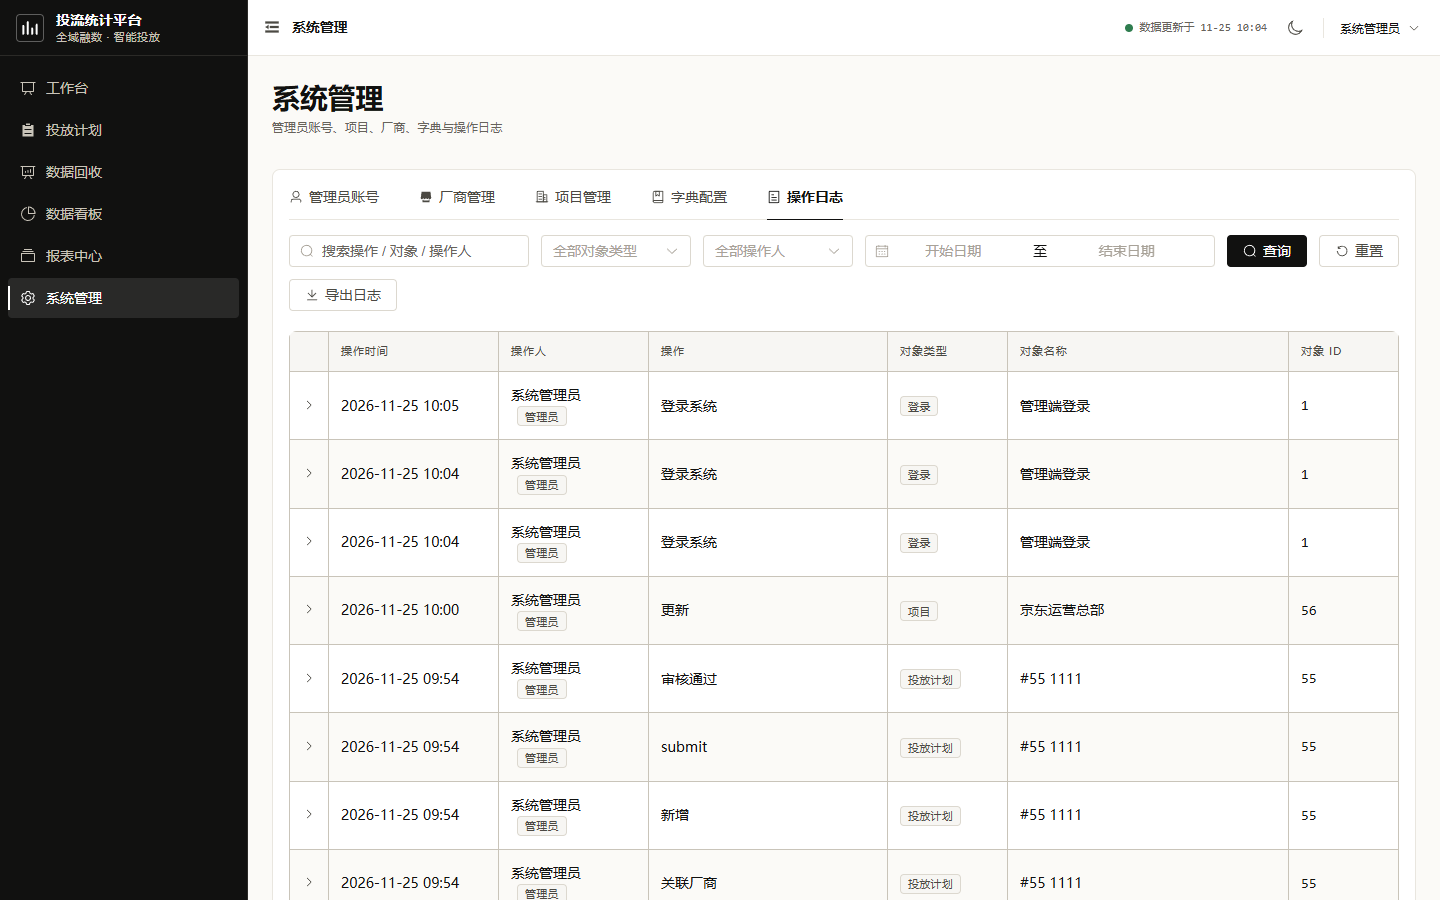 投流统计平台
全域融数 · 智能投放
工作台
投放计划
数据回收
数据看板
报表中心
系统管理
系统管理
数据更新于 11-25 10:04
系统管理员
系统管理
管理员账号、项目、厂商、字典与操作日志
管理员账号 厂商管理 项目管理 字典配置 操作日志
搜索操作 / 对象 / 操作人 全部对象类型 全部操作人 开始日期 至 结束日期 查询 重置
导出日志
操作时间 操作人 操作 对象类型 对象名称 对象 ID
2026-11-25 10:05 系统管理员 管理员 登录系统 登录 管理端登录 1
2026-11-25 10:04 系统管理员 管理员 登录系统 登录 管理端登录 1
2026-11-25 10:04 系统管理员 管理员 登录系统 登录 管理端登录 1
2026-11-25 10:00 系统管理员 管理员 更新 项目 京东运营总部 56
2026-11-25 09:54 系统管理员 管理员 审核通过 投放计划 #55 1111 55
2026-11-25 09:54 系统管理员 管理员 submit 投放计划 #55 1111 55
2026-11-25 09:54 系统管理员 管理员 新增 投放计划 #55 1111 55
2026-11-25 09:54 系统管理员 管理员 关联厂商 投放计划 #55 1111 55